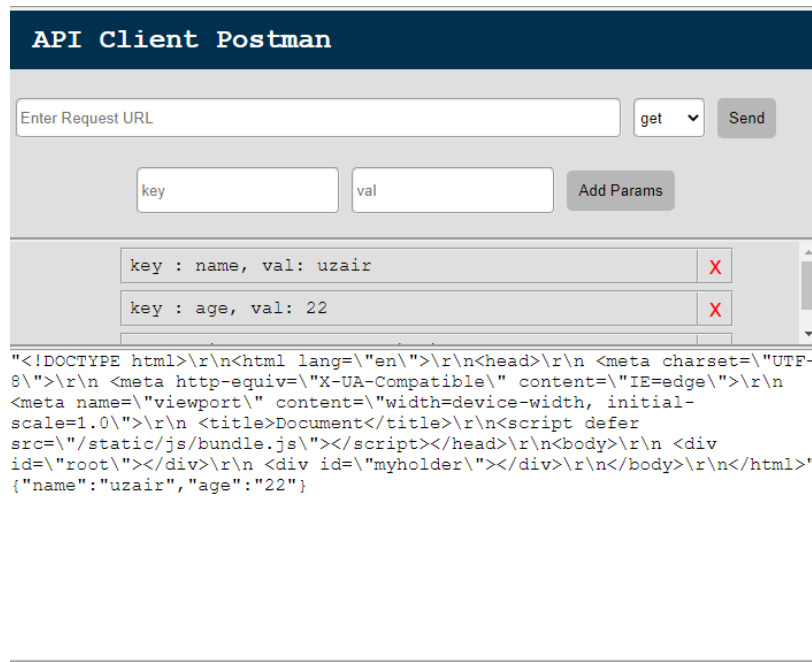 API Client Postman
Enter Request URL
get
Send
key
val
Add Params
key : name, val: uzair
X
key : age, val: 22
X
"<!DOCTYPE html>\r\n<html lang=\"en\">\r\n<head>\r\n <meta charset=\"UTF-
8\">\r\n <meta http-equiv=\"X-UA-Compatible\" content=\"IE=edge\">\r\n
<meta name=\"viewport\" content=\"width=device-width, initial-
scale=1.0\">\r\n <title>Document</title>\r\n<script defer
src=\"/static/js/bundle.js\"></script></head>\r\n<body>\r\n <div
id=\"root\"></div>\r\n <div id=\"myholder\"></div>\r\n</body>\r\n</html>"
{"name":"uzair","age":"22"}